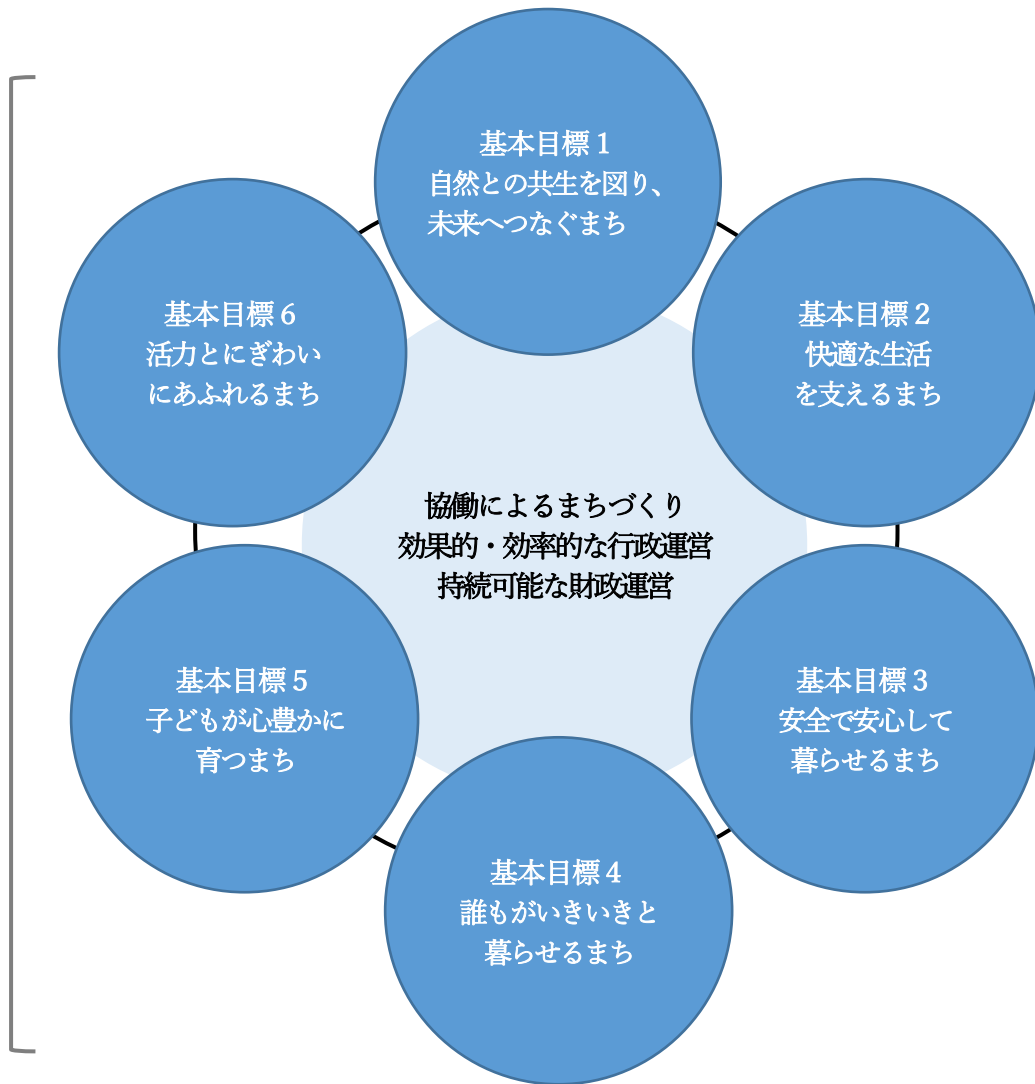 基本目標１
自然との共生を図り、
未来へつなぐまち
基本目標２
快適な生活
を支えるまち
基本目標３
安全で安心して
暮らせるまち
基本目標４
誰もがいきいきと
暮らせるまち
基本目標５
子どもが心豊かに
育つまち
基本目標６
活力とにぎわい
にあふれるまち
協働によるまちづくり
効果的・効率的な行政運営
持続可能な財政運営